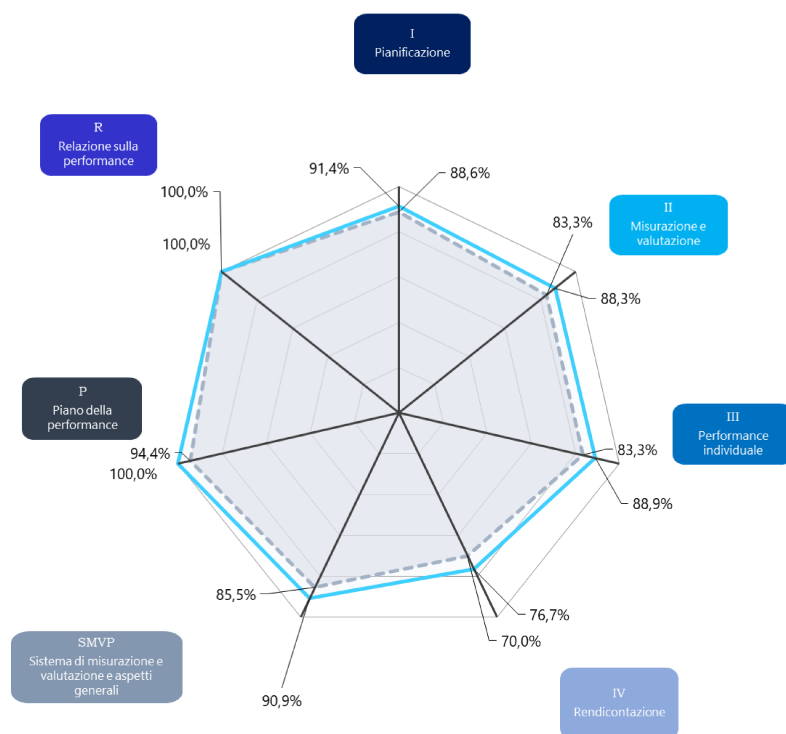 I
Pianificazione
R
Relazione sulla
performance
91,4%
88,6%
100,0%
100,0%
II
Misurazione e
valutazione
83,3%
88,3%
P
Piano della
performance
III
Performance
individuale
94,4%
100,0%
83,3%
88,9%
85,5%
76,7%
70,0%
SMVP
Sistema di misurazione e
valutazione e aspetti
generali
90,9%
IV
Rendicontazione